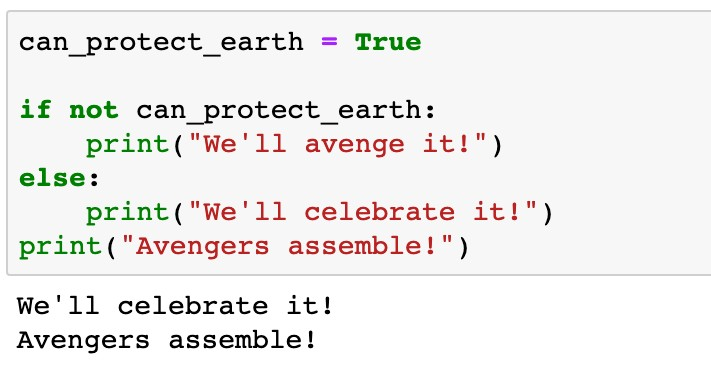 can_protect_earth = True

if not can_protect_earth:
    print("We'll avenge it!")
else:
    print("We'll celebrate it!")
print("Avengers assemble!")
We'll celebrate it!
Avengers assemble!